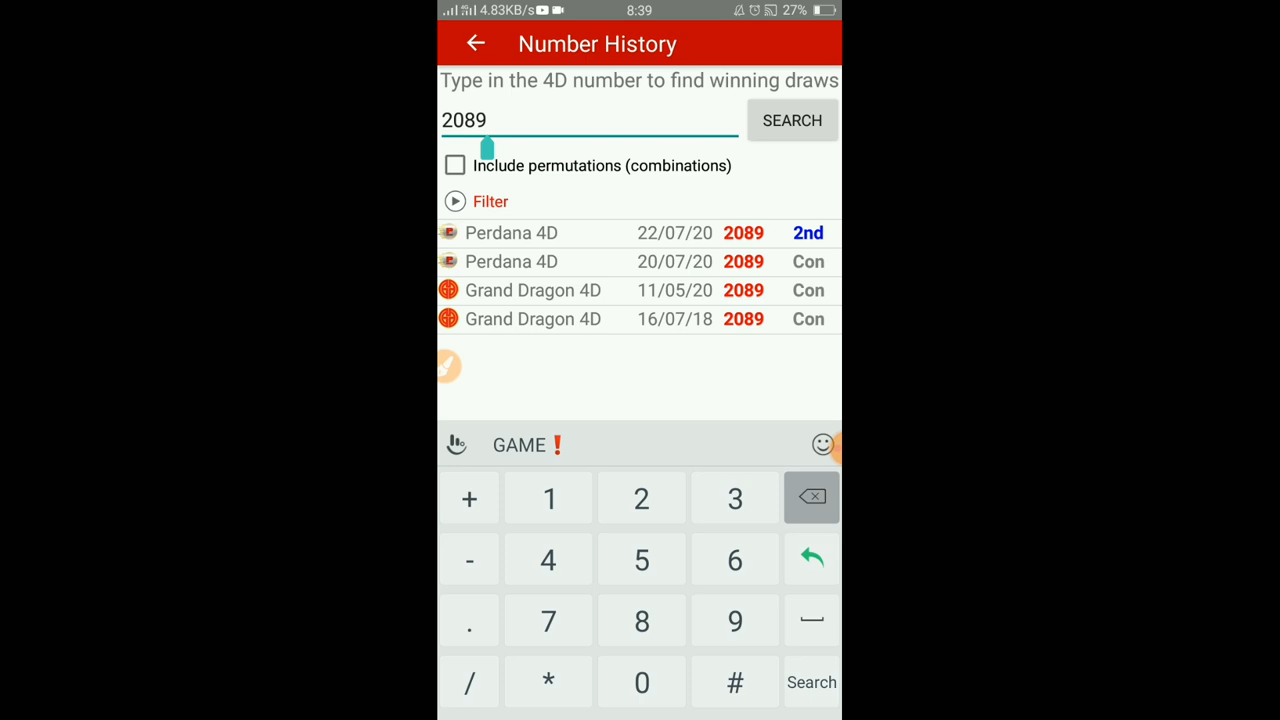 4.83KB/s 8:39 27%
Number History
Type in the 4D number to find winning draws
2089 SEARCH
Include permutations (combinations)
Filter
Perdana 4D 22/07/20 2089 2nd
Perdana 4D 20/07/20 2089 Con
Grand Dragon 4D 11/05/20 2089 Con
Grand Dragon 4D 16/07/18 2089 Con
GAME❗
+ 1 2 3
- 4 5 6
. 7 8 9
/ * 0 # Search